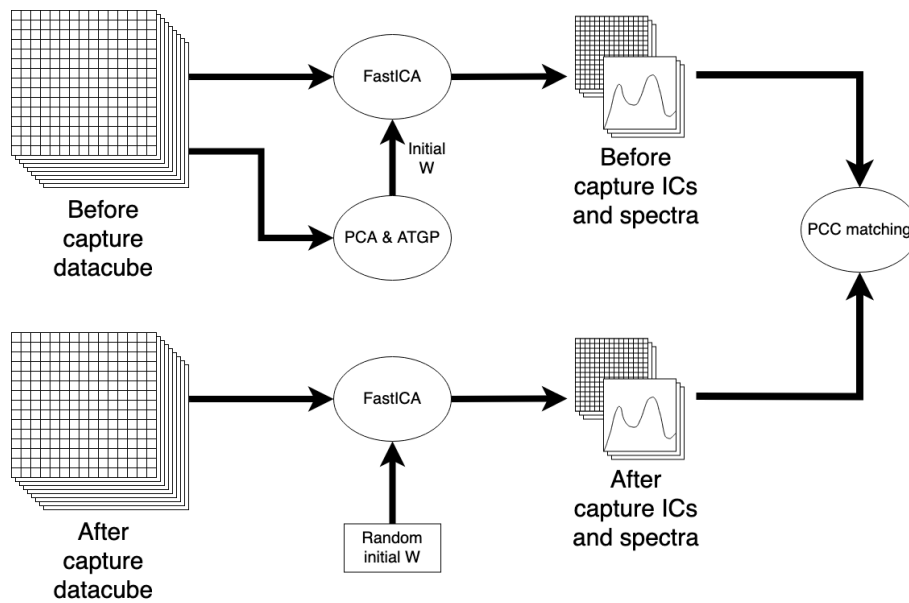 FastICA
Initial
W
PCA & ATGP
Before
capture
datacube
Before
capture ICs
and spectra
PCC matching
FastICA
Random
initial W
After
capture
datacube
After
capture ICs
and spectra